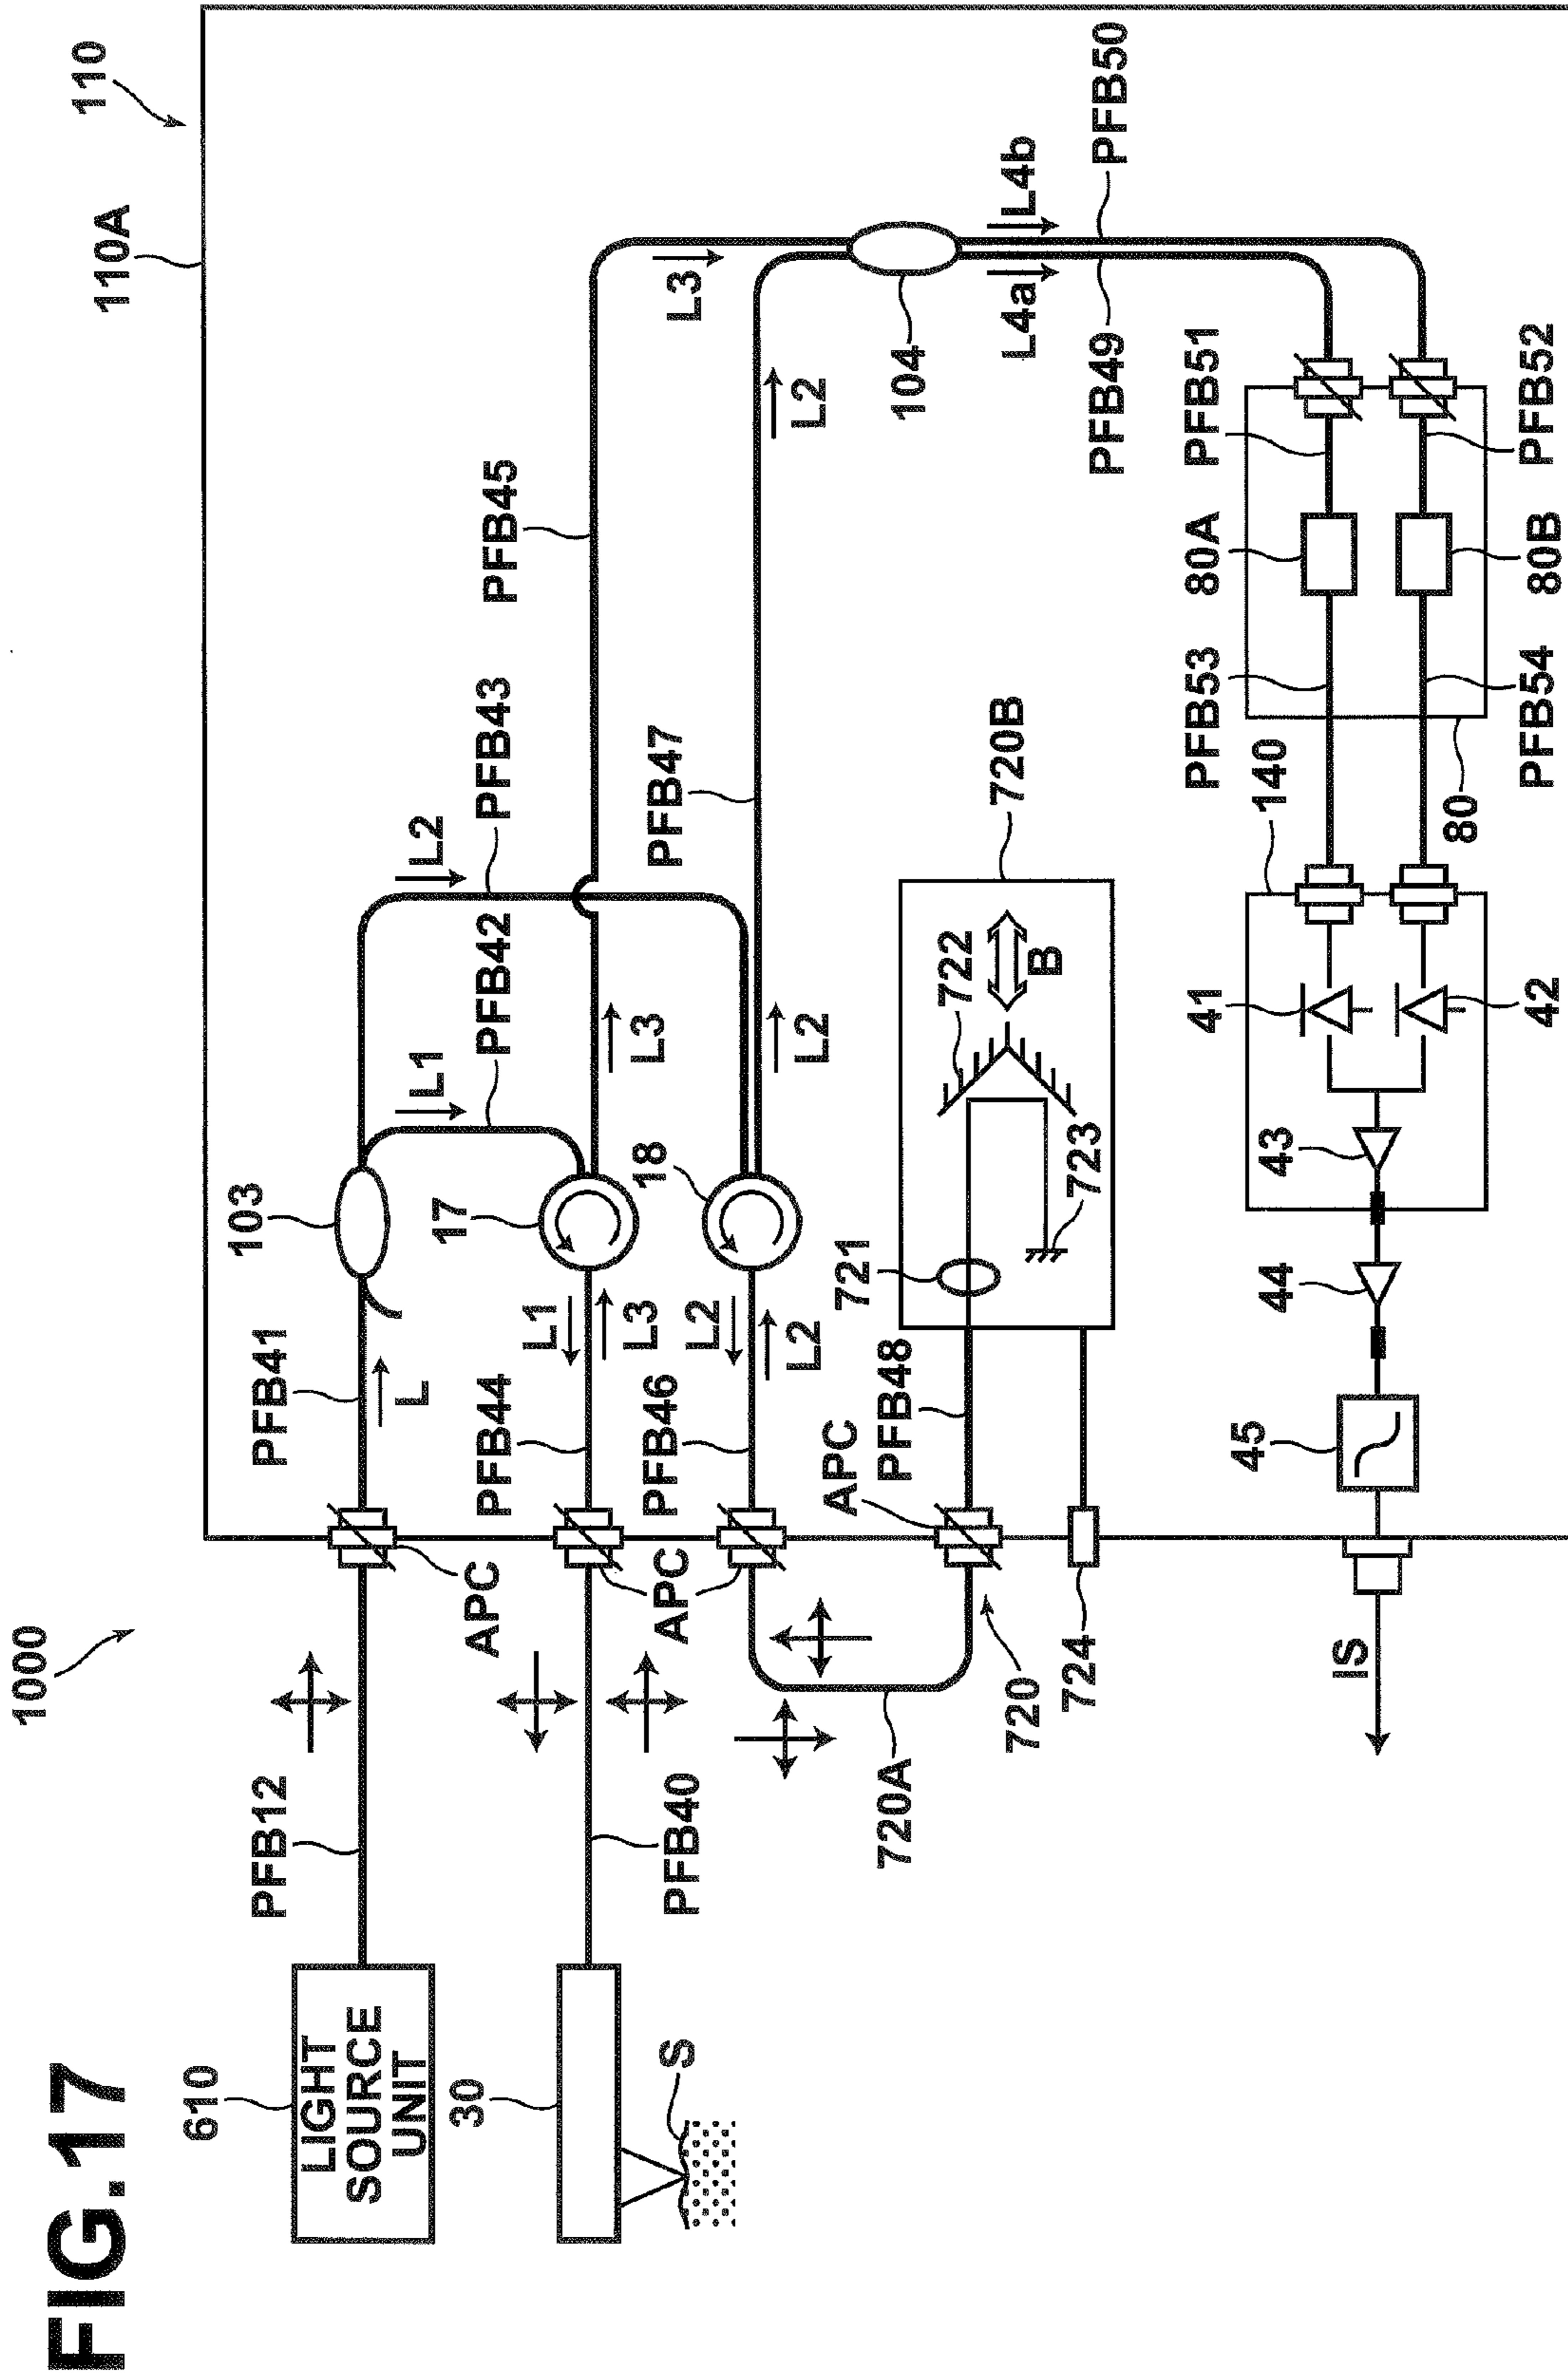 FIG.17
1000
110
110A
610
LIGHT
SOURCE
UNIT
PFB12
APC
PFB41
L
103
L1
PFB42
L2
PFB43
30
S
PFB40
APC
PFB44
L1
L3
17
L3
PFB45
L3
PFB46
L2
L2
18
L2
PFB47
L2
104
L4a
L4b
PFB49
PFB50
720A
720
APC
PFB48
721
722
723
B
720B
724
IS
45
44
43
41
42
140
80
PFB53
PFB54
80A
80B
PFB51
PFB52